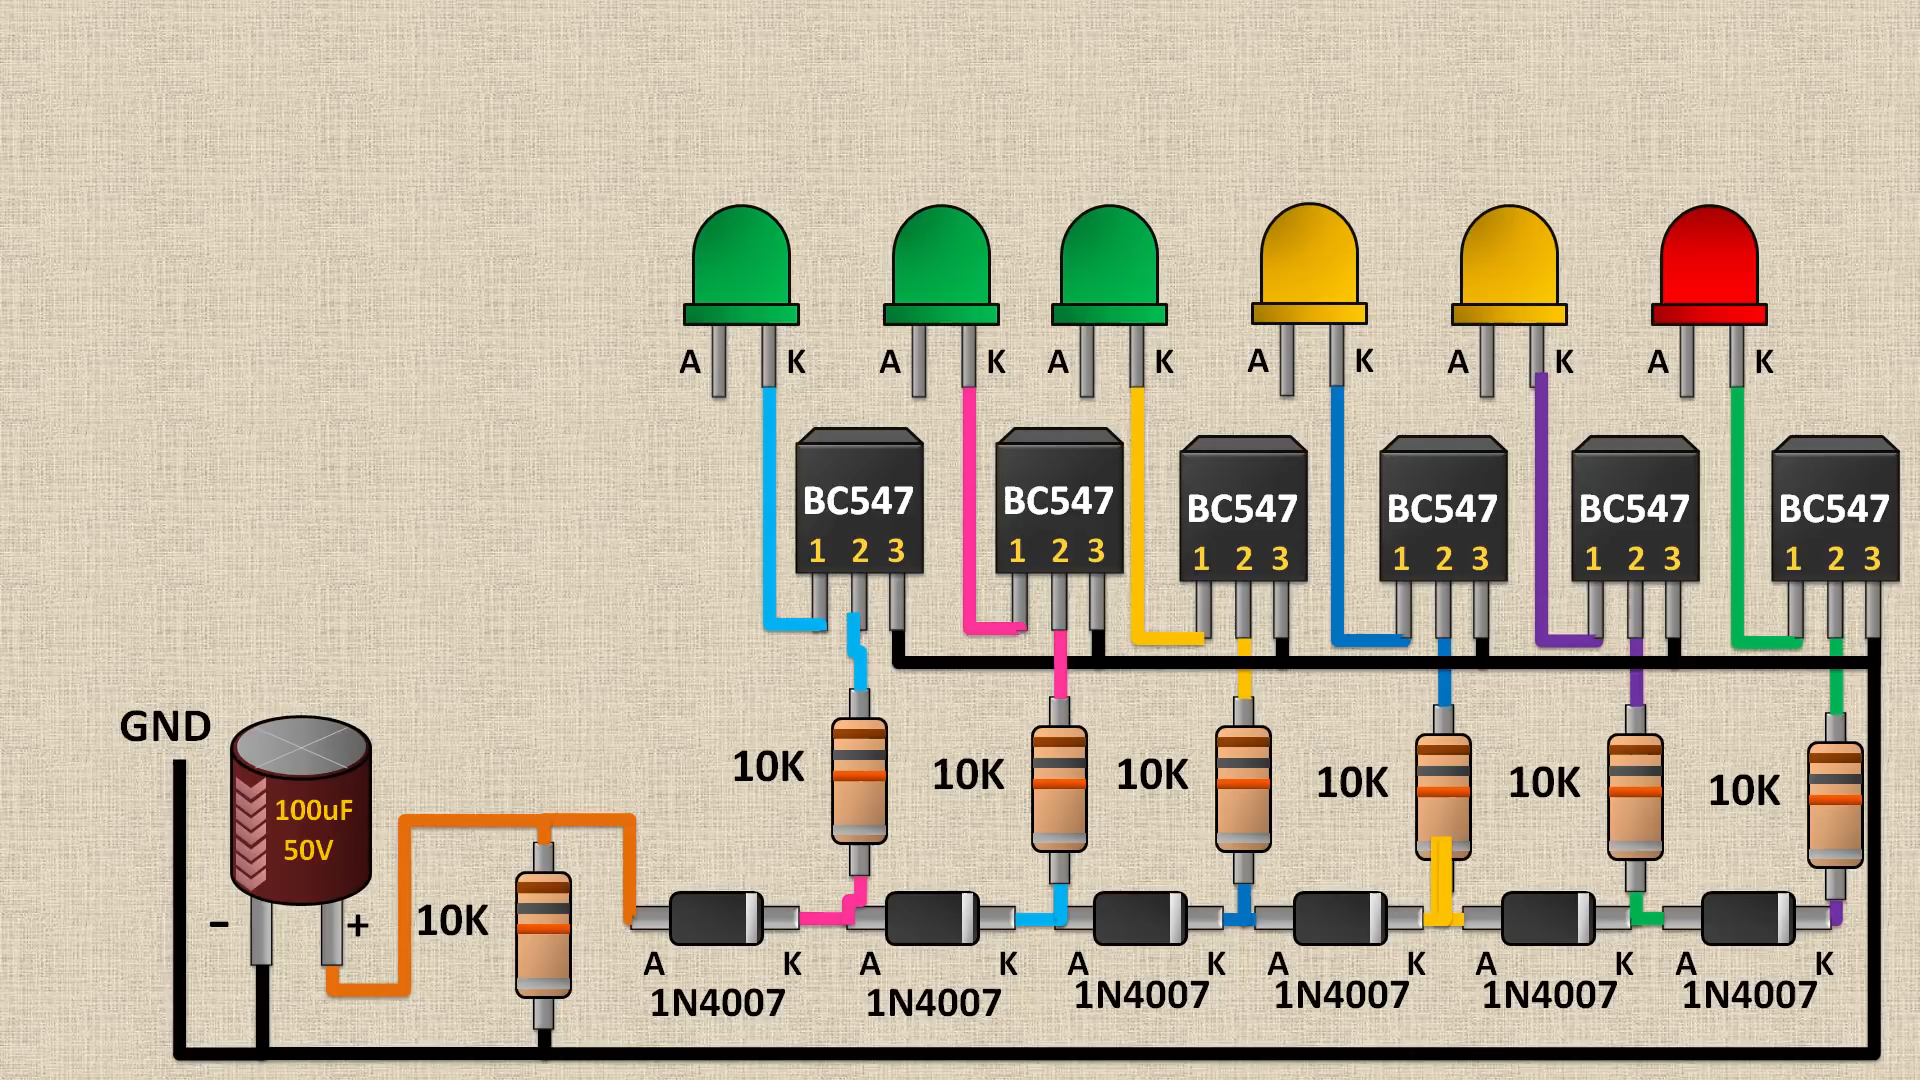 A K A K A K A K A K A K
BC547 BC547 BC547 BC547 BC547 BC547
1 2 3 1 2 3 1 2 3 1 2 3 1 2 3 1 2 3
GND
10K 10K 10K 10K 10K 10K
100uF
50V
- + 10K
A K A K A K A K A K A K
1N4007 1N4007 1N4007 1N4007 1N4007 1N4007